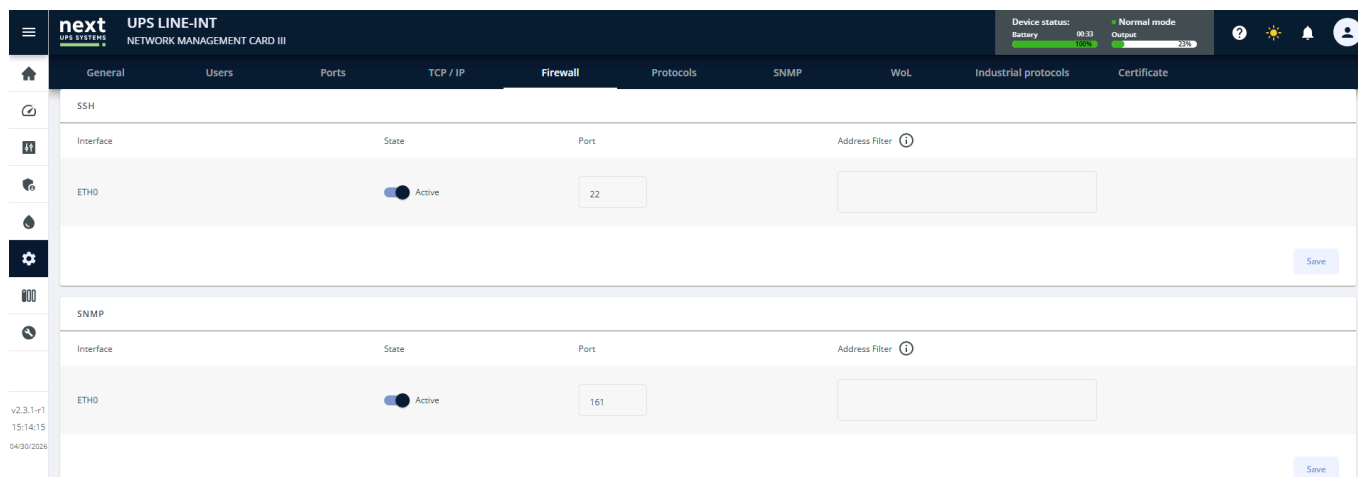 next
UPS SYSTEMS
UPS LINE-INT
NETWORK MANAGEMENT CARD III
Device status: Normal mode
Battery 00:33 Output
100% 23%
General Users Ports TCP / IP Firewall Protocols SNMP WoL Industrial protocols Certificate
SSH
Interface State Port Address Filter
ETH0 Active 22
Save
SNMP
Interface State Port Address Filter
ETH0 Active 161
Save
v2.3.1-r1
15:14:15
04/30/2026